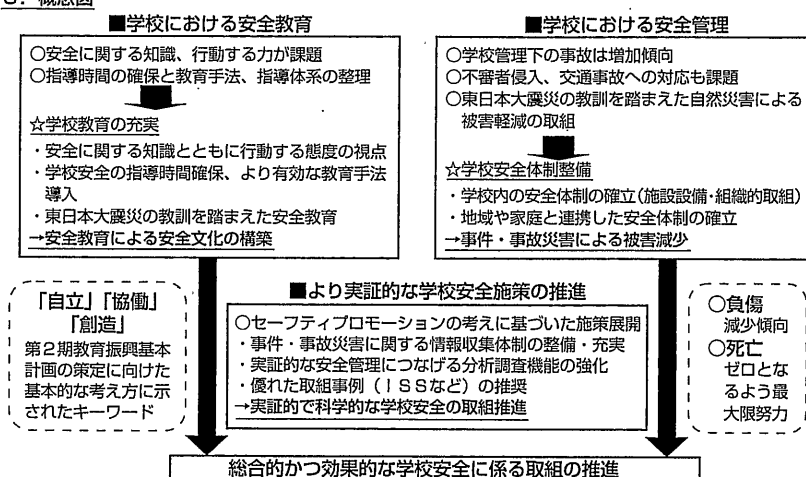 ■学校における安全教育
○安全に関する知識、行動する力が課題
○指導時間の確保と教育手法、指導体系の整理
☆学校教育の充実
・安全に関する知識とともに行動する態度の視点
・学校安全の指導時間確保、より有効な教育手法
導入
・東日本大震災の教訓を踏まえた安全教育
→安全教育による安全文化の構築
■学校における安全管理
○学校管理下の事故は増加傾向
○不審者侵入、交通事故への対応も課題
○東日本大震災の教訓を踏まえた自然災害による
被害軽減の取組
☆学校安全体制整備
・学校内の安全体制の確立(施設設備・組織的取組)
・地域や家庭と連携した安全体制の確立
→事件・事故災害による被害減少
「自立」「協働」
「創造」
第2期教育振興基本
計画の策定に向けた
基本的な考え方に示
されたキーワード
■より実証的な学校安全施策の推進
○セーフティプロモーションの考えに基づいた施策展開
・事件・事故災害に関する情報収集体制の整備・充実
・実証的な安全管理につなげる分析調査機能の強化
・優れた取組事例(ISSなど)の推奨
→実証的で科学的な学校安全の取組推進
○負傷
減少傾向
○死亡
ゼロとな
るよう最
大限努力
総合的かつ効果的な学校安全に係る取組の推進